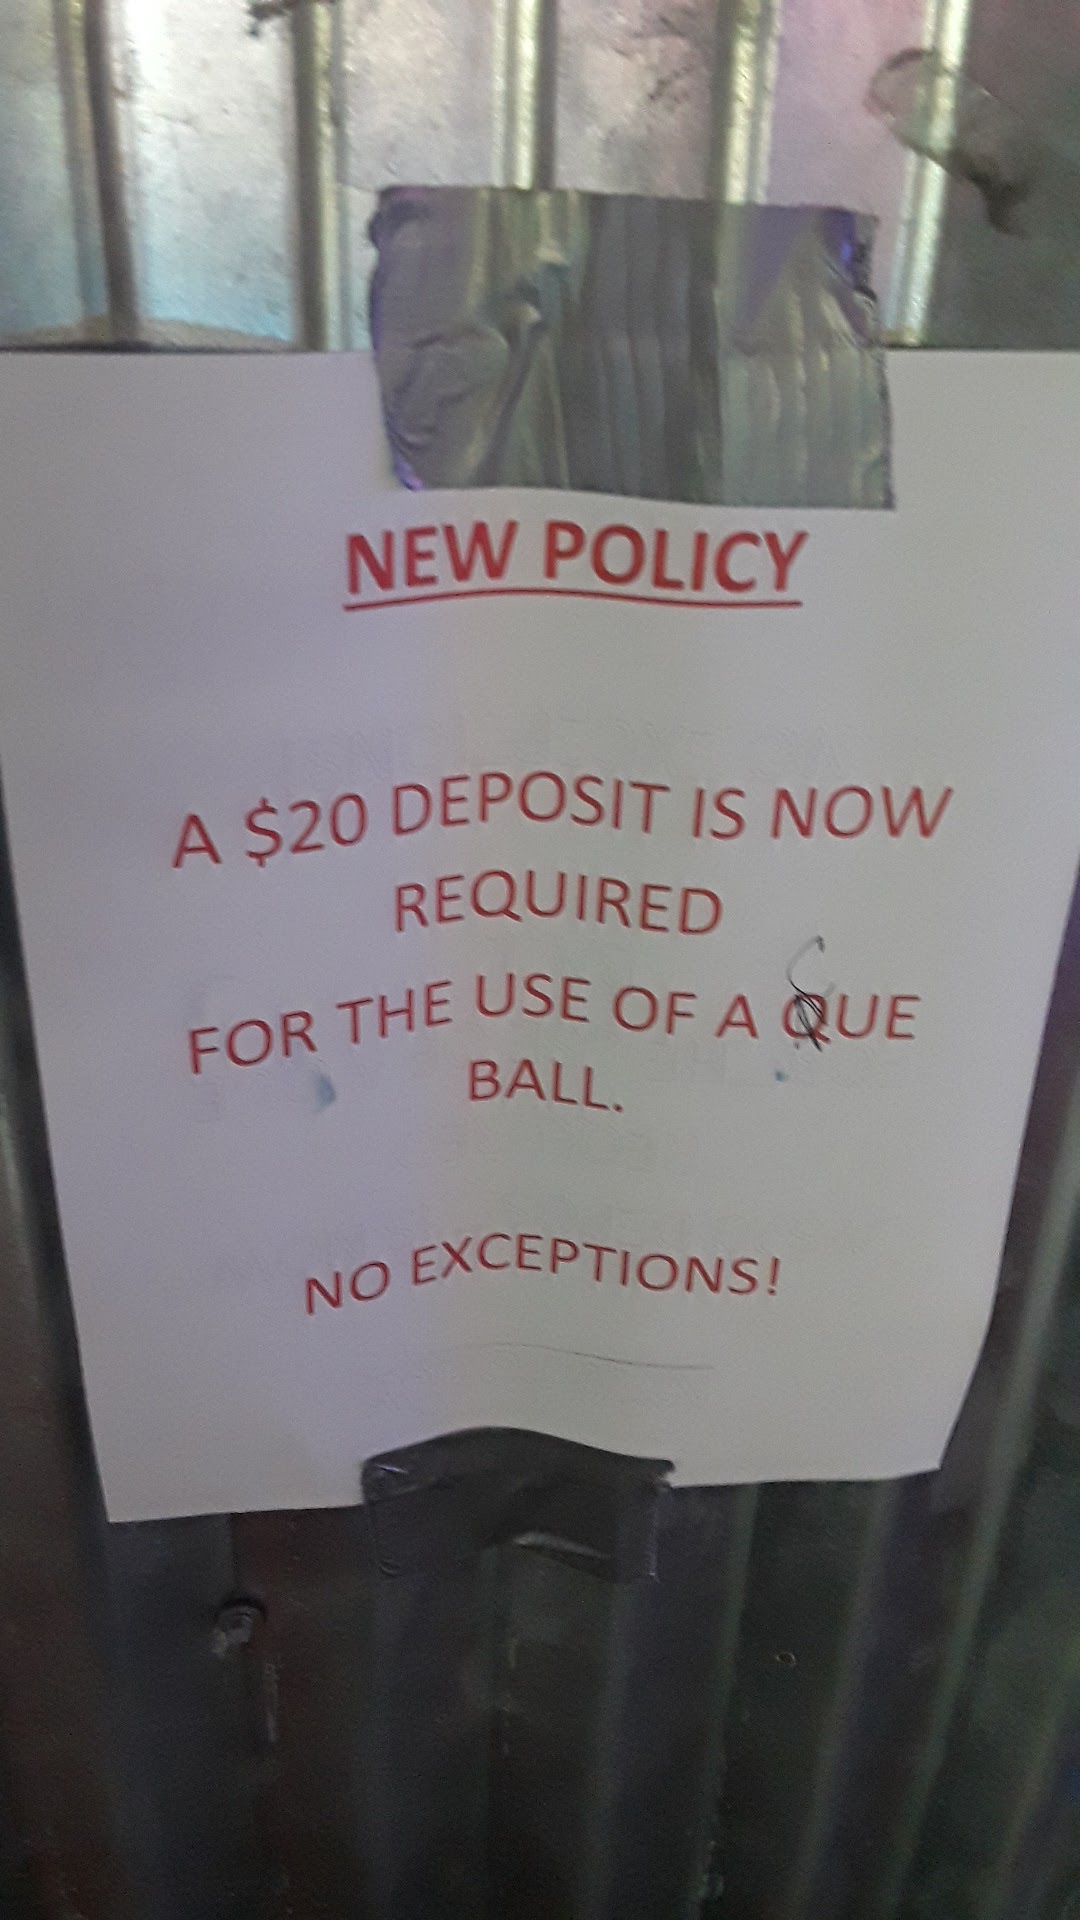 NEW POLICY
A $20 DEPOSIT IS NOW
REQUIRED
C
FOR THE USE OF A QUE
BALL.
NO EXCEPTIONS!